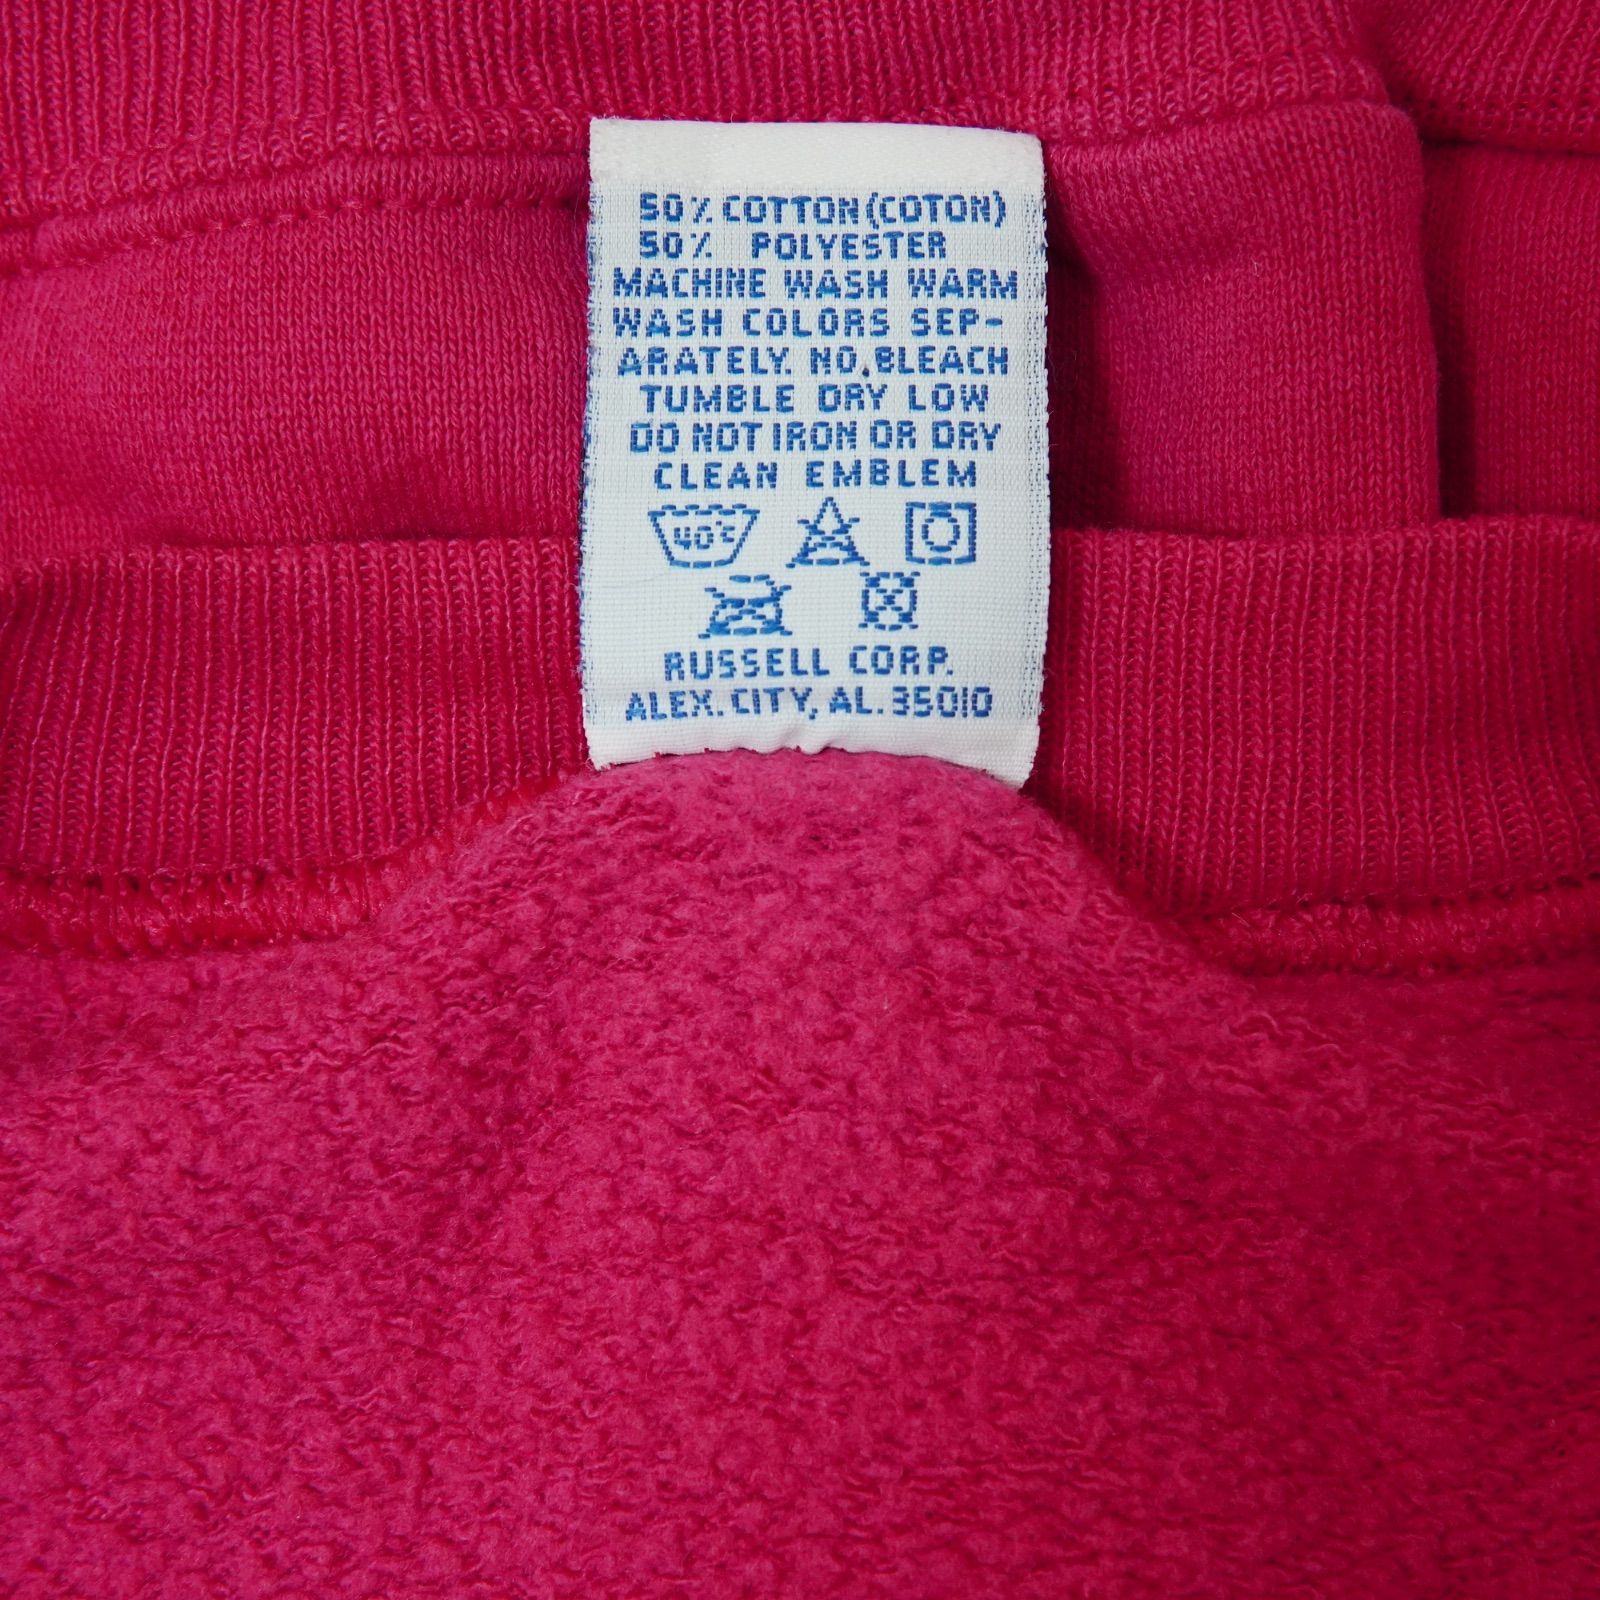 50% COTTON (COTON)
50% POLYESTER
MACHINE WASH WARM
WASH COLORS SEP-
ARATELY. NO. BLEACH
TUMBLE DRY LOW
DO NOT IRON OR DRY
CLEAN EMBLEM
40°C
RUSSELL CORP.
ALEX. CITY, AL. 35010